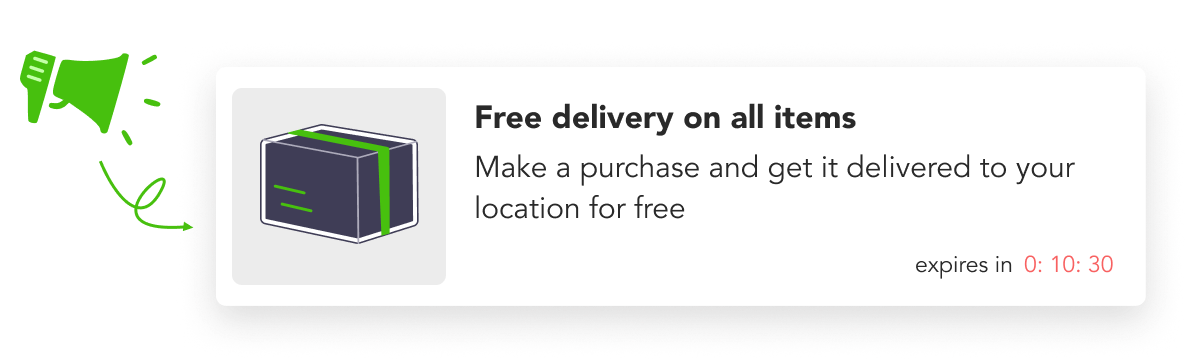 Free delivery on all items
Make a purchase and get it delivered to your
location for free
expires in 0: 10: 30